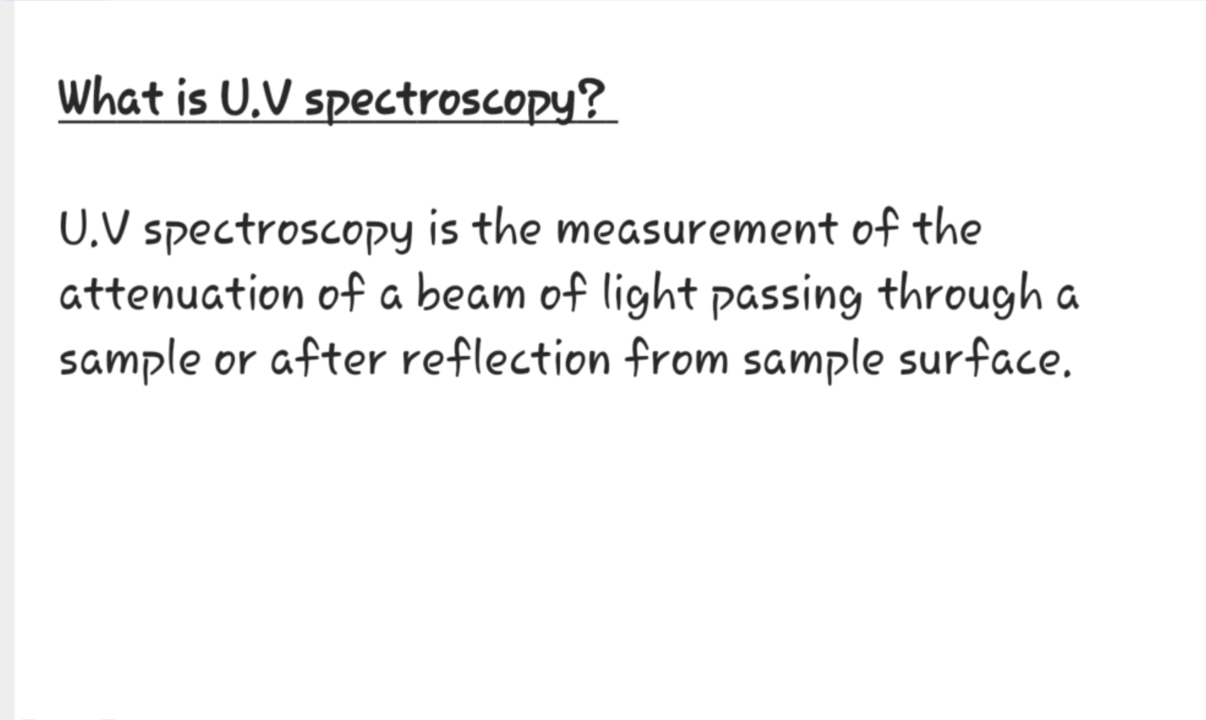 What is U.V spectroscopy?
U.V spectroscopy is the measurement of the
attenuation of a beam of light passing through a
sample or after reflection from sample surface.